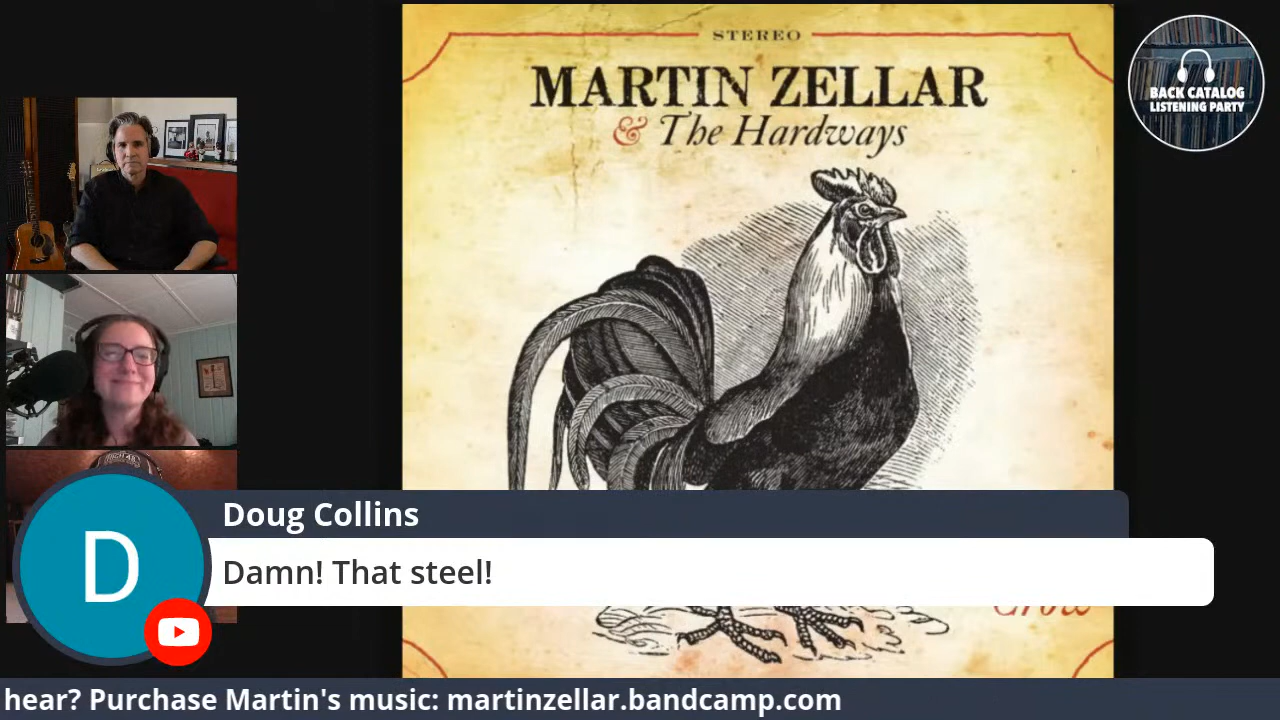 STEREO
MARTIN ZELLAR
& The Hardways
BACK CATALOG
LISTENING PARTY
D
Doug Collins
Damn! That steel!
hear? Purchase Martin's music: martinzellar.bandcamp.com